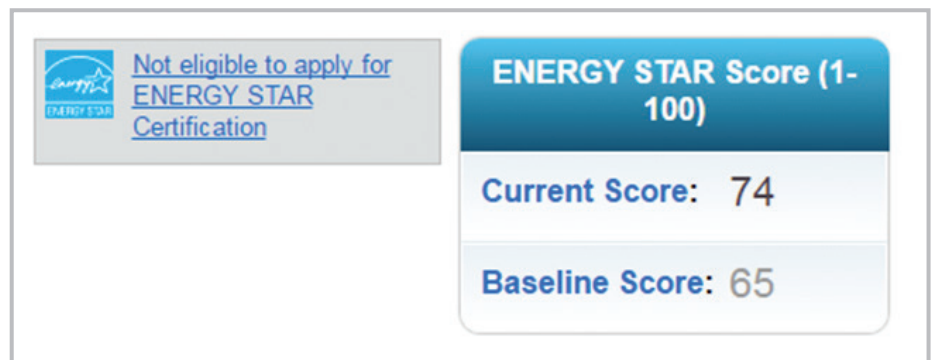 energy
ENERGY STAR
Not eligible to apply for
ENERGY STAR
Certification
ENERGY STAR Score (1-
100)
Current Score: 74
Baseline Score: 65